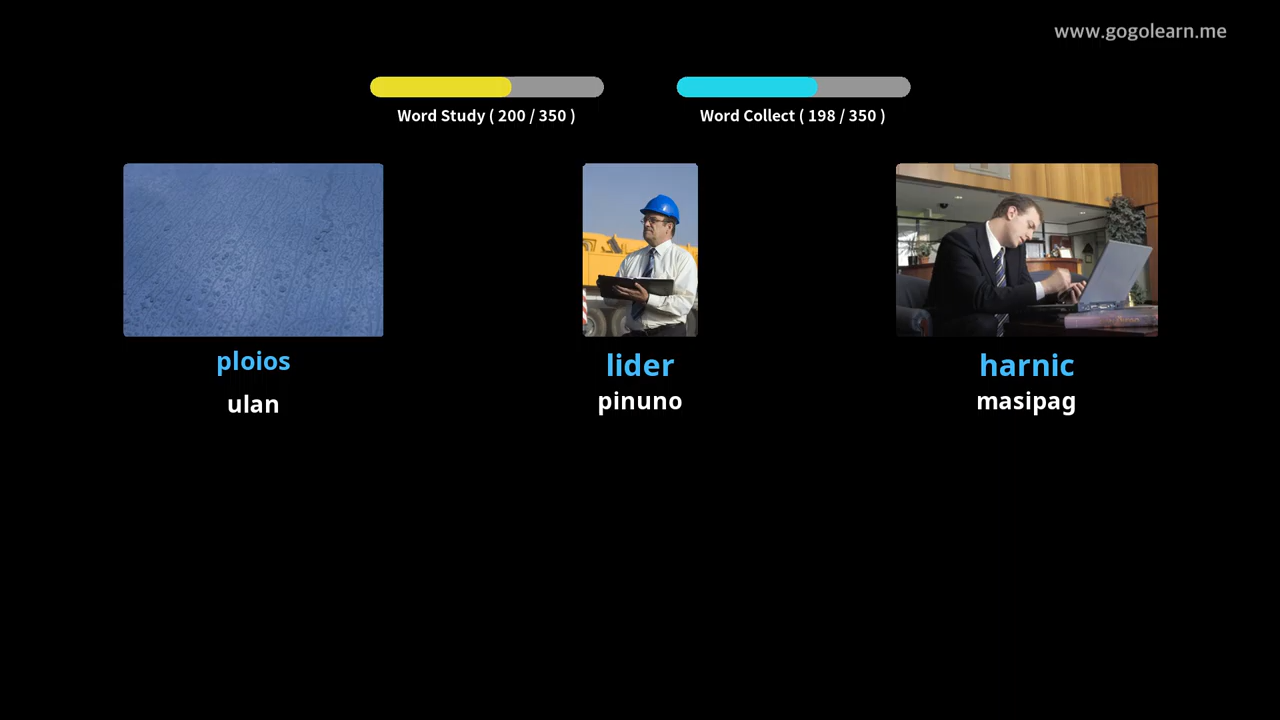 www.gogolearn.me
Word Study ( 200 / 350 )
Word Collect ( 198 / 350 )
ploios
ulan
lider
pinuno
harnic
masipag